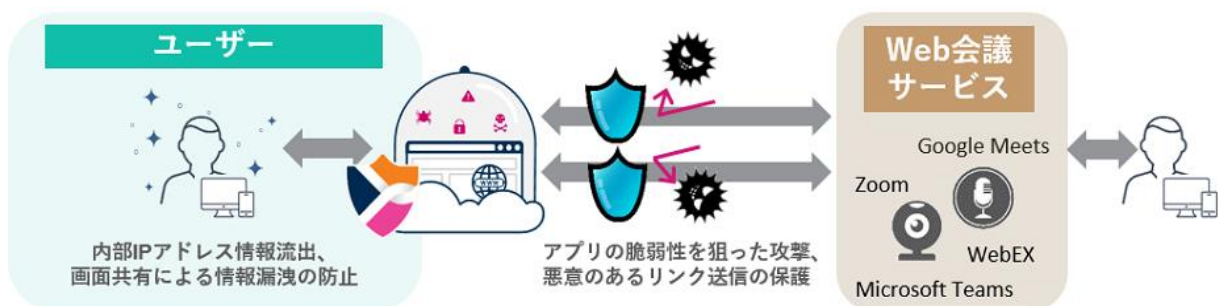 ユーザー
WWW
内部IPアドレス情報流出、
画面共有による情報漏洩の防止
アプリの脆弱性を狙った攻撃、
悪意のあるリンク送信の保護
Web会議
サービス
Google Meets
Zoom
WebEX
Microsoft Teams